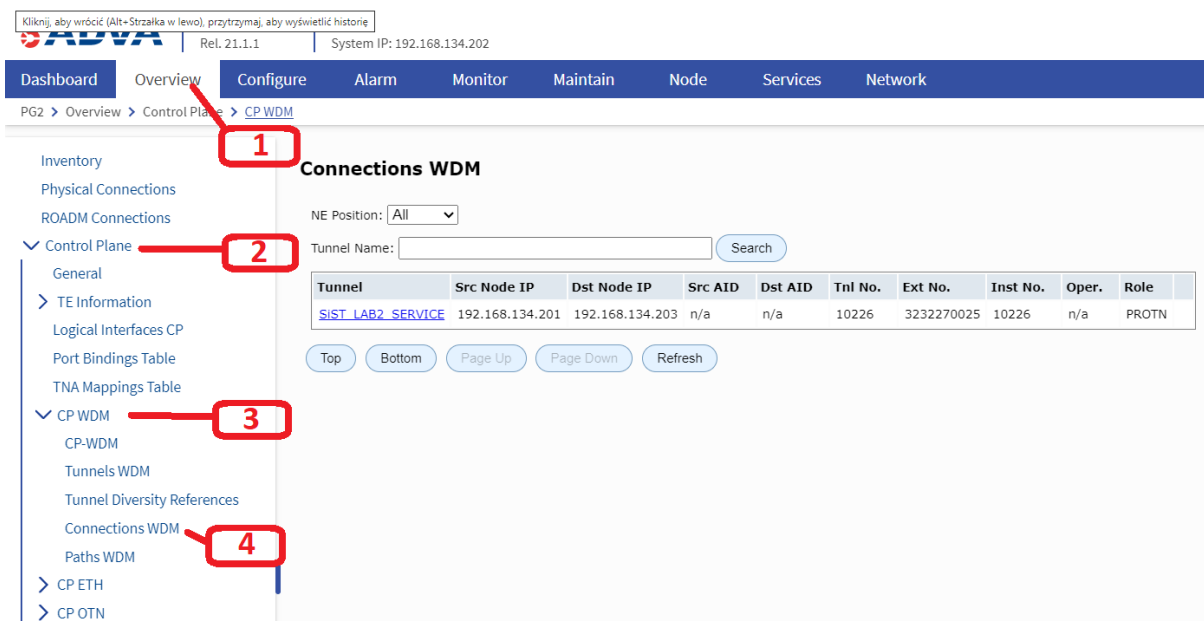 Kliknij, aby wrócić (Alt+Strzałka w lewo), przytrzymaj, aby wyświetlić historię
ADVA
Rel. 21.1.1
System IP: 192.168.134.202
Dashboard Overview Configure Alarm Monitor Maintain Node Services Network
PG2 > Overview > Control Plane > CP WDM
1
Inventory
Physical Connections
ROADM Connections
Control Plane
2
General
TE Information
Logical Interfaces CP
Port Bindings Table
TNA Mappings Table
CP WDM
3
CP-WDM
Tunnels WDM
Tunnel Diversity References
Connections WDM
4
Paths WDM
CP ETH
CP OTN
Connections WDM
NE Position: All
Tunnel Name: Search
Tunnel Src Node IP Dst Node IP Src AID Dst AID Tnl No. Ext No. Inst No. Oper. Role
SiST_LAB2_SERVICE 192.168.134.201 192.168.134.203 n/a n/a 10226 3232270025 10226 n/a PROTN
Top Bottom Page Up Page Down Refresh